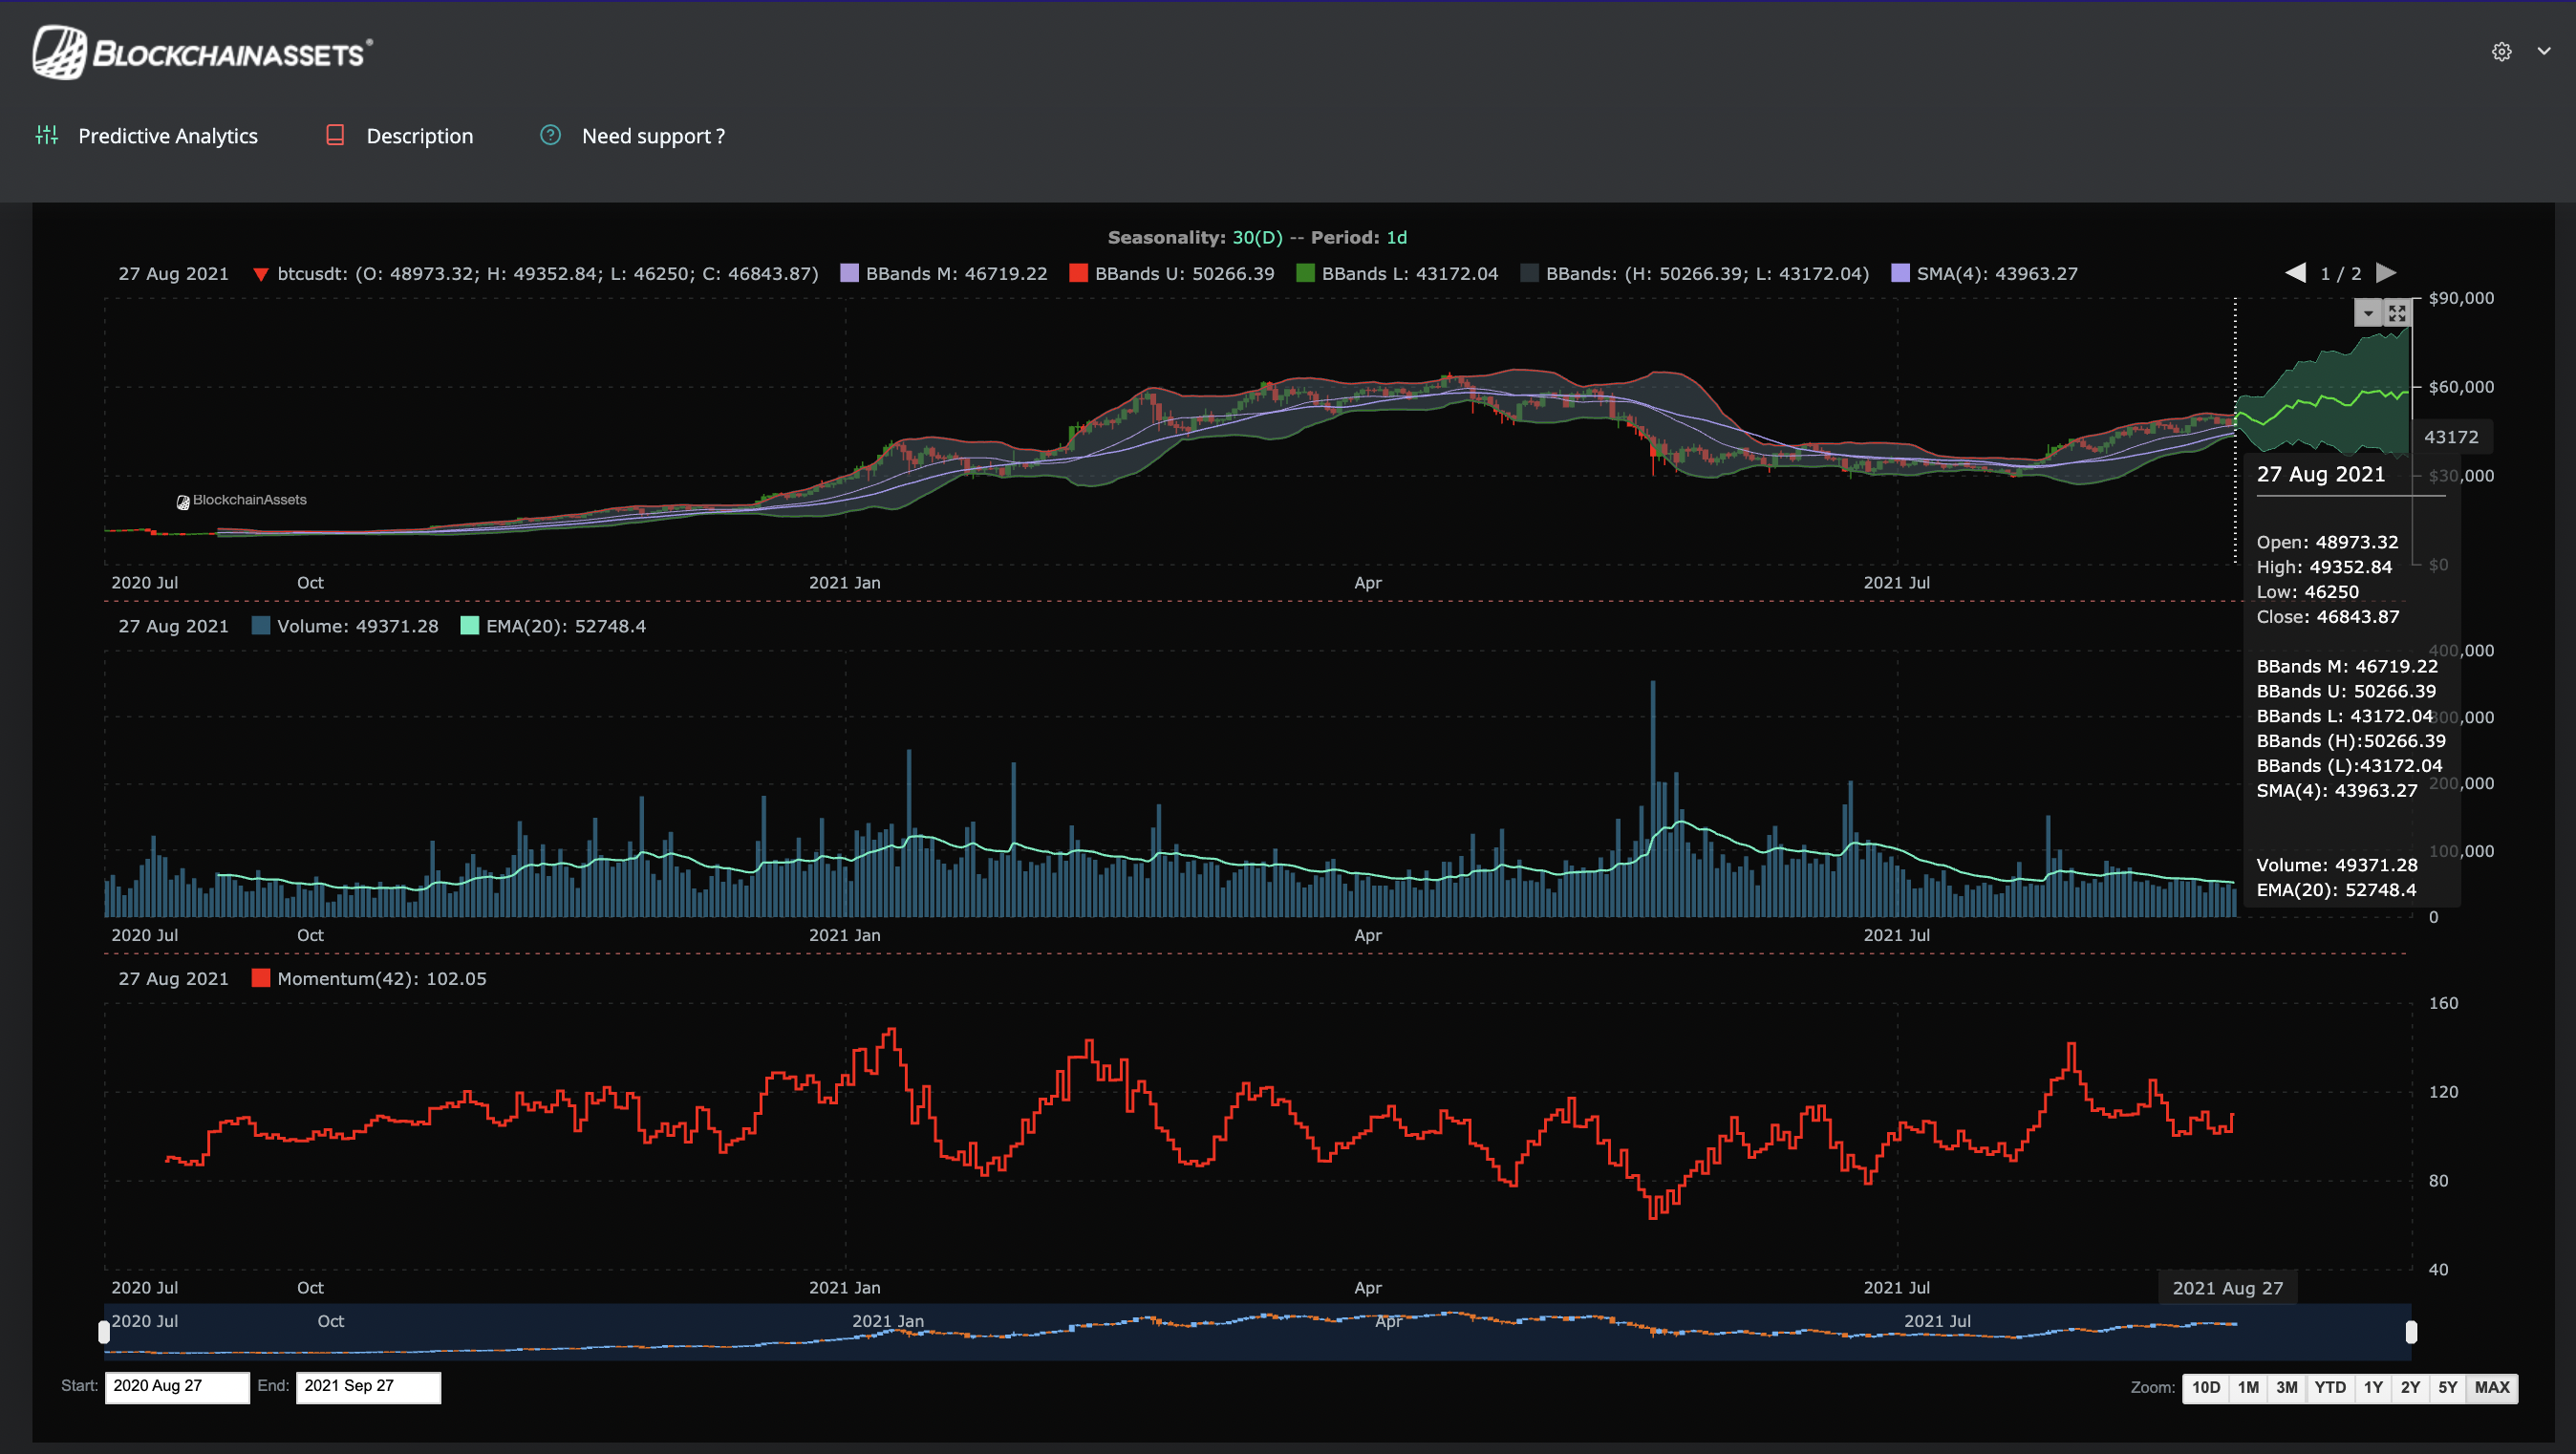 BLOCKCHAINASSETS®
Predictive Analytics
Description
Need support ?
Seasonality: 30(D) -- Period: 1d
27 Aug 2021 btcusdt: (O: 48973.32; H: 49352.84; L: 46250; C: 46843.87) BBands M: 46719.22 BBands U: 50266.39 BBands L: 43172.04 BBands: (H: 50266.39; L: 43172.04) SMA(4): 43963.27 1 / 2
$90,000
$60,000
43172
$30,000
$0
BlockchainAssets
2020 Jul Oct 2021 Jan Apr 2021 Jul
27 Aug 2021
Open: 48973.32
High: 49352.84
Low: 46250
Close: 46843.87
BBands M: 46719.22
BBands U: 50266.39
BBands L: 43172.04
BBands (H):50266.39
BBands (L):43172.04
SMA(4): 43963.27
Volume: 49371.28
EMA(20): 52748.4
27 Aug 2021 Volume: 49371.28 EMA(20): 52748.4
400,000
300,000
200,000
100,000
0
2020 Jul Oct 2021 Jan Apr 2021 Jul
27 Aug 2021 Momentum(42): 102.05
160
120
80
40
2020 Jul Oct 2021 Jan Apr 2021 Jul 2021 Aug 27
2020 Jul Oct 2021 Jan Apr 2021 Jul
Start: 2020 Aug 27 End: 2021 Sep 27 Zoom: 10D 1M 3M YTD 1Y 2Y 5Y MAX